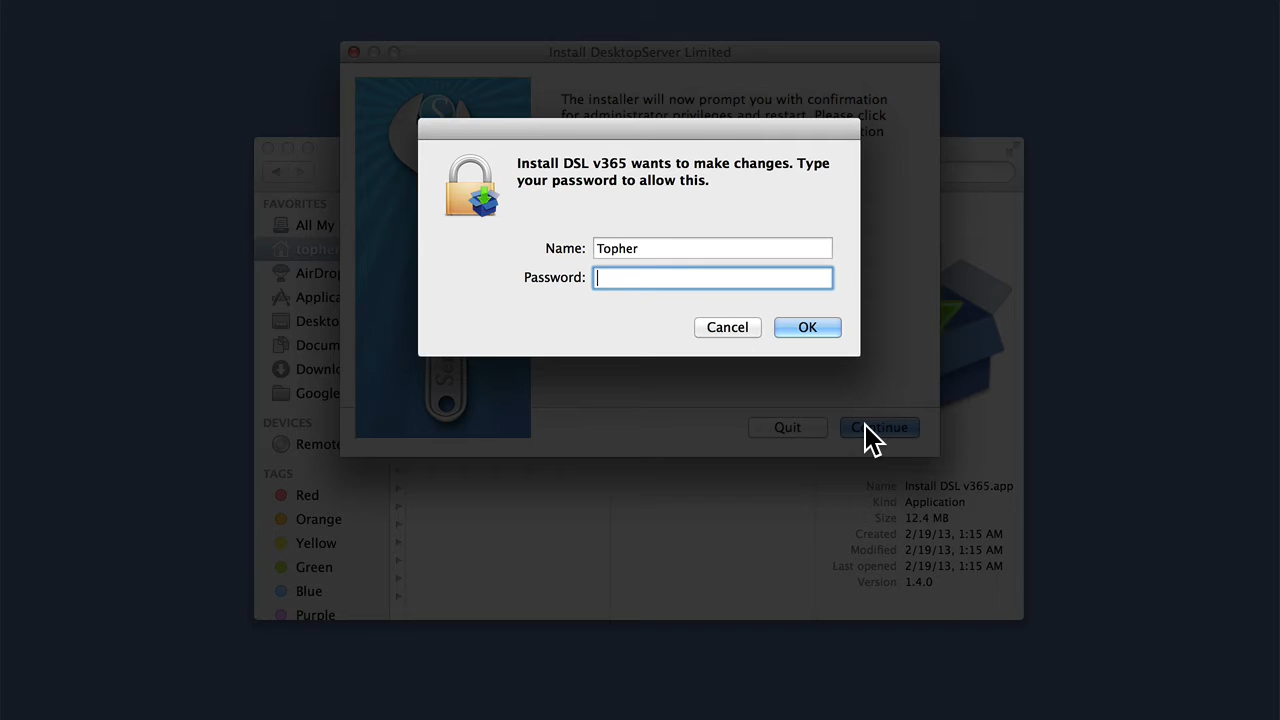 Install DesktopServer Limited
The installer will now prompt you with confirmation
for administrator privileges and restart. Please click
Install DSL v365 wants to make changes. Type
your password to allow this.
Name: Topher
Password:
Cancel OK
Quit Continue
FAVORITES
All My
topher
AirDrop
Applica
Deskto
Docum
Downlo
Google
DEVICES
Remote
TAGS
Red
Orange
Yellow
Green
Blue
Purple
Name Install DSL v365.app
Kind Application
Size 12.4 MB
Created 2/19/13, 1:15 AM
Modified 2/19/13, 1:15 AM
Last opened 2/19/13, 1:15 AM
Version 1.4.0